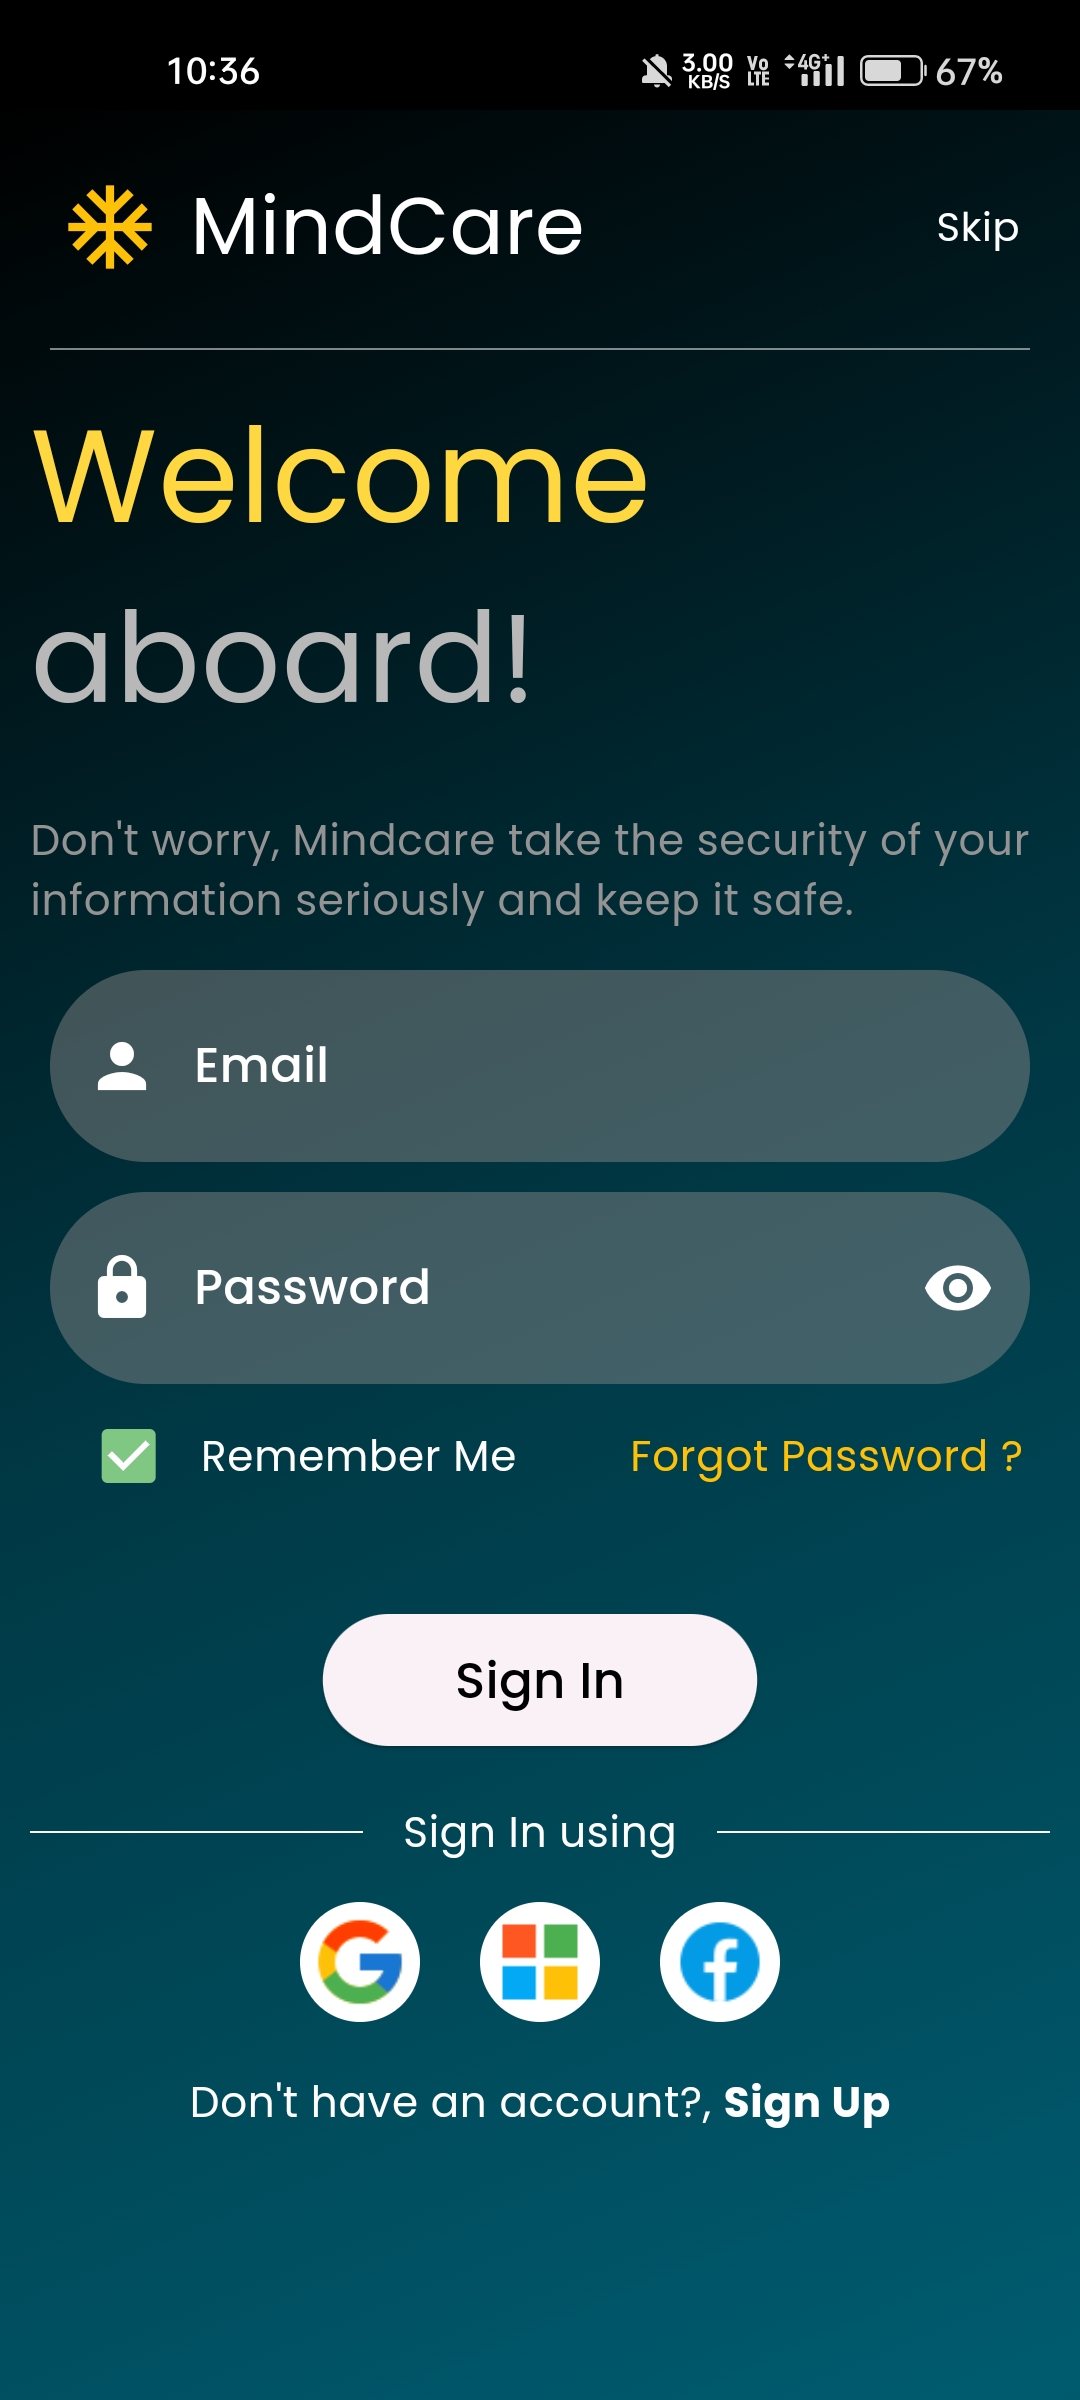 10:36 3.00 KB/S Vo LTE 4G+ 67%
MindCare Skip
Welcome
aboard!
Don't worry, Mindcare take the security of your
information seriously and keep it safe.
Email
Password
Remember Me Forgot Password ?
Sign In
Sign In using
Don't have an account?, Sign Up